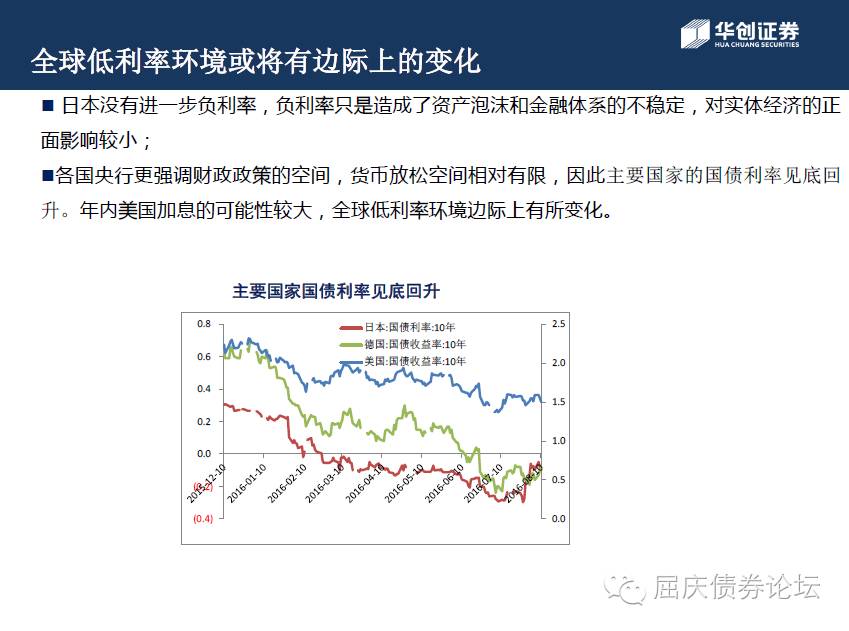 华创证券
HUA CHUANG SECURITIES
全球低利率环境或将有边际上的变化
■ 日本没有进一步负利率，负利率只是造成了资产泡沫和金融体系的不稳定，对实体经济的正
面影响较小；
■各国央行更强调财政政策的空间，货币放松空间相对有限，因此主要国家的国债利率见底回
升。年内美国加息的可能性较大，全球低利率环境边际上有所变化。
主要国家国债利率见底回升
日本:国债利率:10年
德国:国债收益率:10年
美国:国债收益率:10年
0.8
0.6
0.4
0.2
0.0
(0.2)
(0.4)
2.5
2.0
1.5
1.0
0.5
0.0
2015-12-10
2016-01-10
2016-02-10
2016-03-10
2016-04-10
2016-05-10
2016-06-10
2016-07-10
2016-08-10
屈庆债券论坛